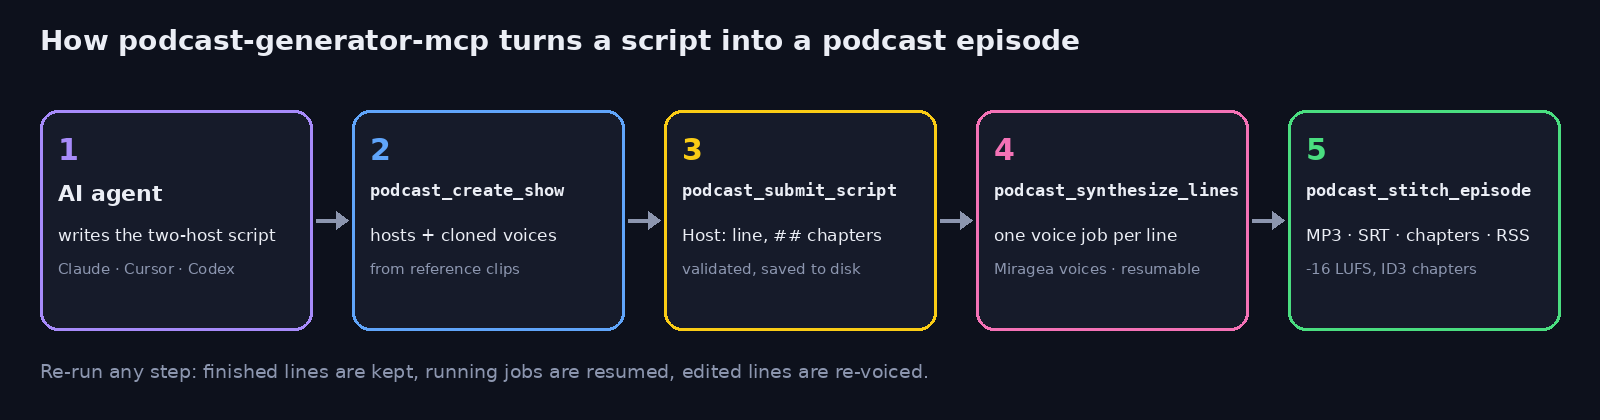 How podcast-generator-mcp turns a script into a podcast episode
1
AI agent
writes the two-host script
Claude · Cursor · Codex
2
podcast_create_show
hosts + cloned voices
from reference clips
3
podcast_submit_script
Host: line, ## chapters
validated, saved to disk
4
podcast_synthesize_lines
one voice job per line
Miragea voices · resumable
5
podcast_stitch_episode
MP3 · SRT · chapters · RSS
-16 LUFS, ID3 chapters
Re-run any step: finished lines are kept, running jobs are resumed, edited lines are re-voiced.